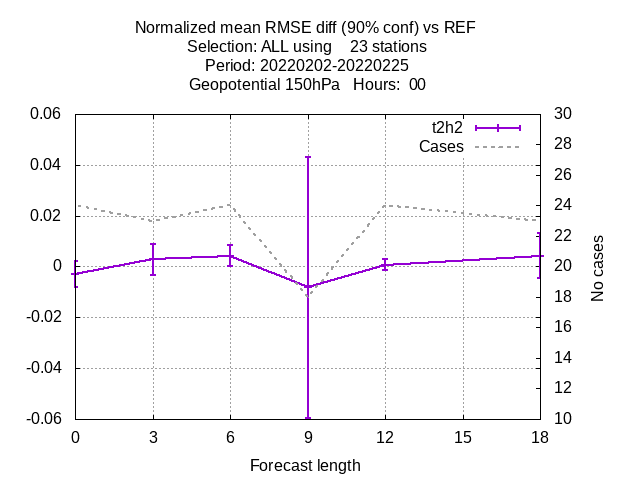 Normalized mean RMSE diff (90% conf) vs REF
Selection: ALL using    23 stations
Period: 20220202-20220225
Geopotential 150hPa   Hours:  00
0.06
0.04
0.02
0
-0.02
-0.04
-0.06
t2h2
Cases
30
28
26
24
22
20
18
16
14
12
10
No cases
0 3 6 9 12 15 18
Forecast length